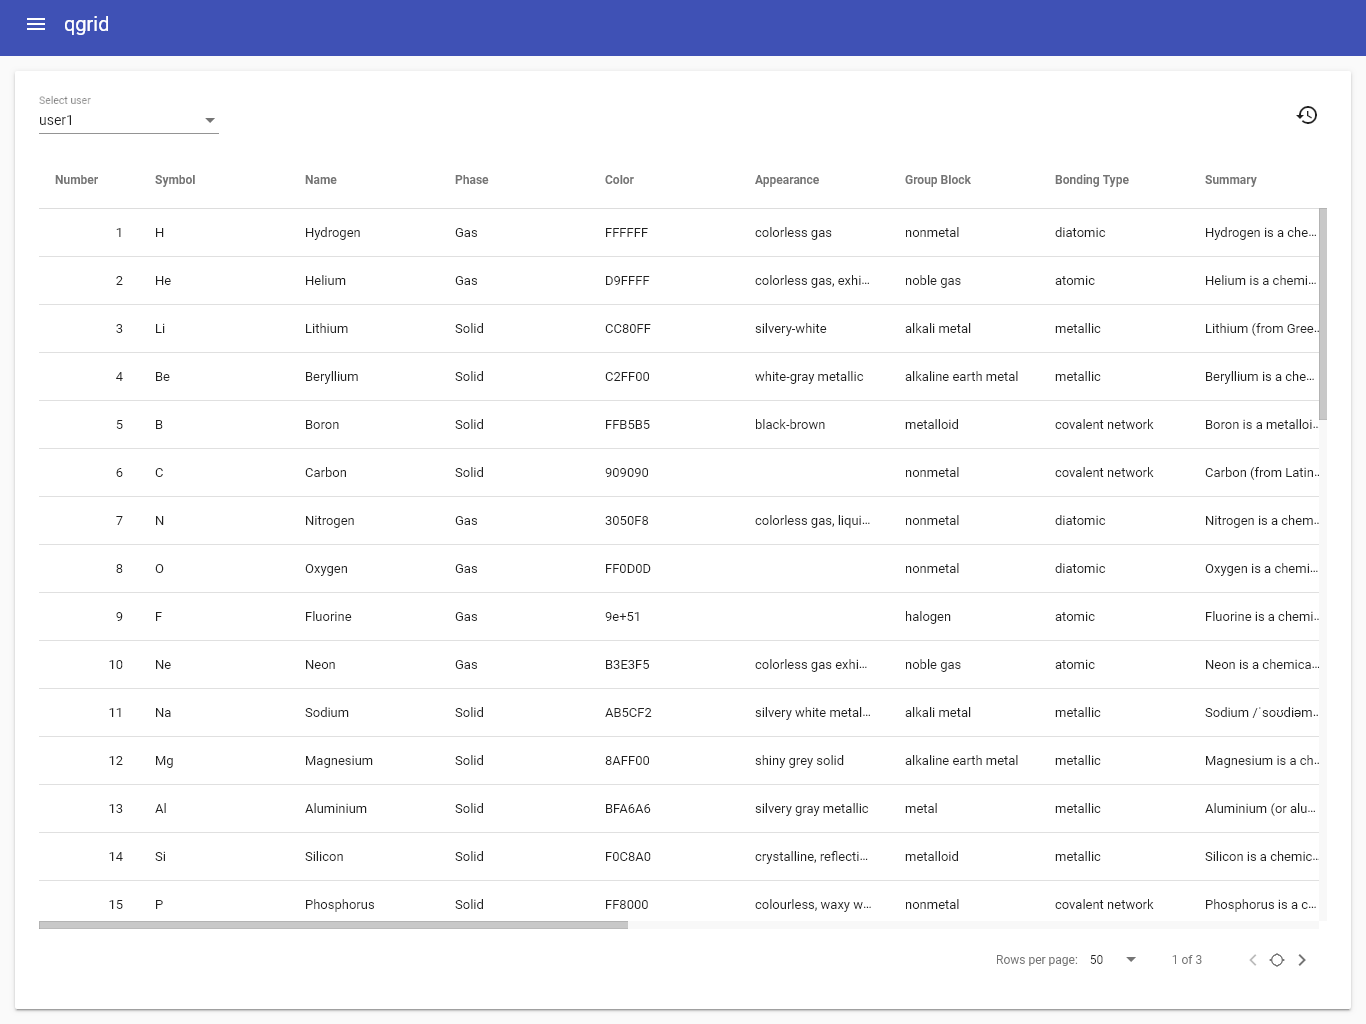 qgrid
Select user
user1
Number Symbol Name Phase Color Appearance Group Block Bonding Type Summary
1 H Hydrogen Gas FFFFFF colorless gas nonmetal diatomic Hydrogen is a che...
2 He Helium Gas D9FFFF colorless gas, exhi... noble gas atomic Helium is a chemi...
3 Li Lithium Solid CC80FF silvery-white alkali metal metallic Lithium (from Gree...
4 Be Beryllium Solid C2FF00 white-gray metallic alkaline earth metal metallic Beryllium is a che...
5 B Boron Solid FFB5B5 black-brown metalloid covalent network Boron is a metalloi...
6 C Carbon Solid 909090 nonmetal covalent network Carbon (from Latin...
7 N Nitrogen Gas 3050F8 colorless gas, liqui... nonmetal diatomic Nitrogen is a chem...
8 O Oxygen Gas FF0D0D nonmetal diatomic Oxygen is a chemi...
9 F Fluorine Gas 9e+51 halogen atomic Fluorine is a chemi...
10 Ne Neon Gas B3E3F5 colorless gas exhi... noble gas atomic Neon is a chemica...
11 Na Sodium Solid AB5CF2 silvery white metal... alkali metal metallic Sodium /ˈsoʊdiəm...
12 Mg Magnesium Solid 8AFF00 shiny grey solid alkaline earth metal metallic Magnesium is a ch...
13 Al Aluminium Solid BFA6A6 silvery gray metallic metal metallic Aluminium (or alu...
14 Si Silicon Solid F0C8A0 crystalline, reflecti... metalloid metallic Silicon is a chemic...
15 P Phosphorus Solid FF8000 colourless, waxy w... nonmetal covalent network Phosphorus is a c...
Rows per page: 50 1 of 3